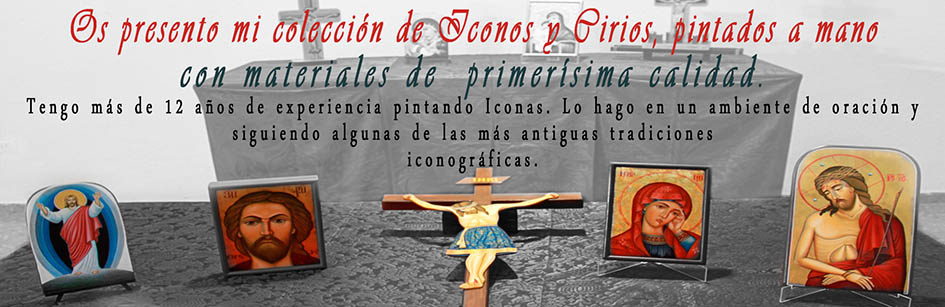 Os presento mi colección de Iconos y Cirios, pintados a mano
con materiales de primerísima calidad.
Tengo más de 12 años de experiencia pintando Iconas. Lo hago en un ambiente de oración y
siguiendo algunas de las más antiguas tradiciones
iconográficas.